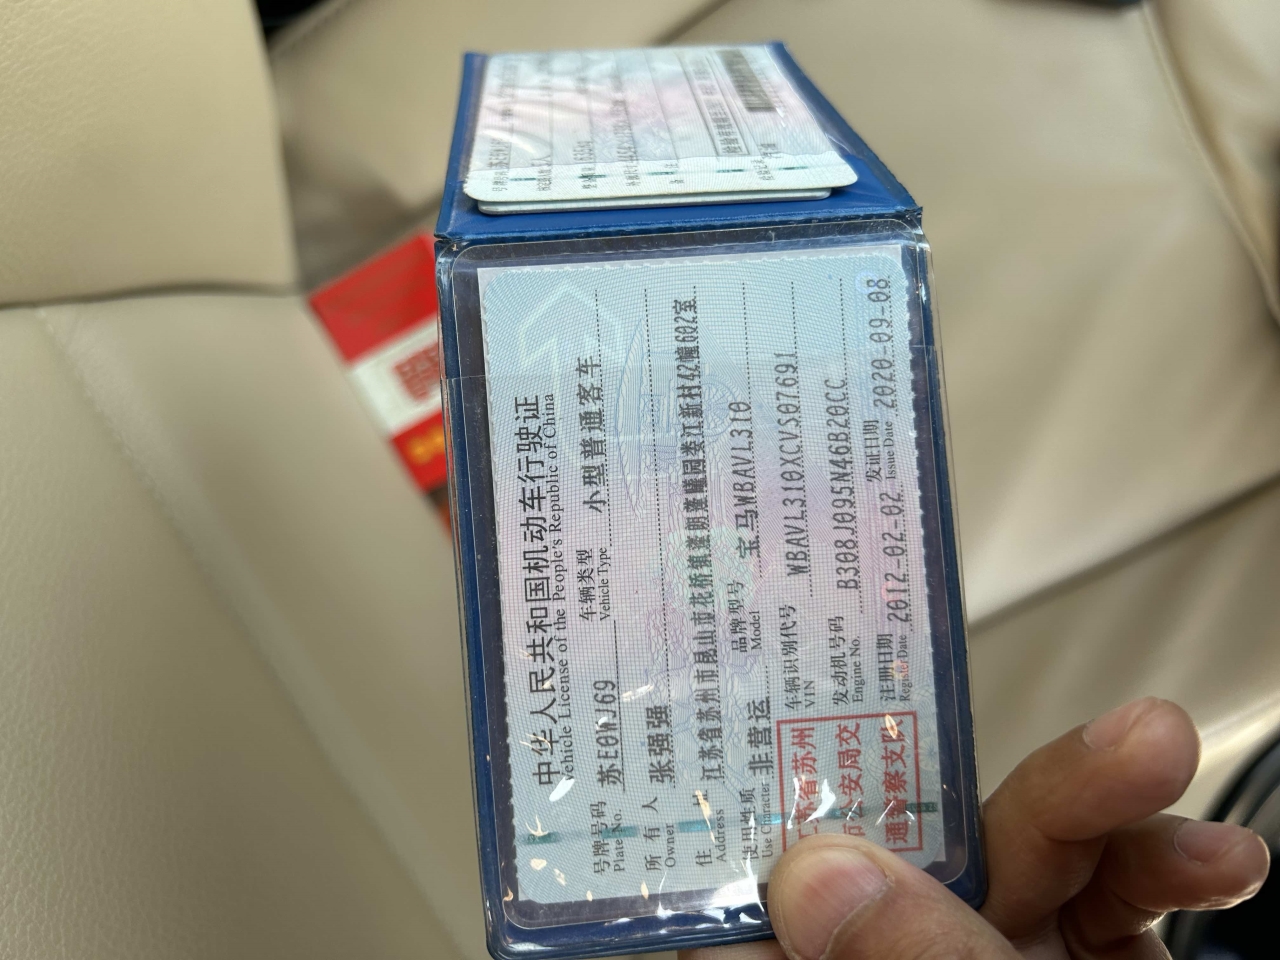 中华人民共和国机动车行驶证
Vehicle License of the People's Republic of China
号牌号码 苏E0WJ69 车辆类型 小型普通客车
Plate No. Vehicle Type
所有人 张强强
Owner
住址 江苏省苏州市昆山市花桥镇蓬朗蓬曦园娄江新村42幢602室
Address
使用性质 非营运 品牌型号 宝马WBAVL310
Use Character Model
江苏省苏州 车辆识别代号 WBAVL310XCVS07691
VIN
市公安局交 发动机号码 B308J095N46B20CC
Engine No.
通警察支队 注册日期 2012-02-02 发证日期 2020-09-08
Register Date Issue Date